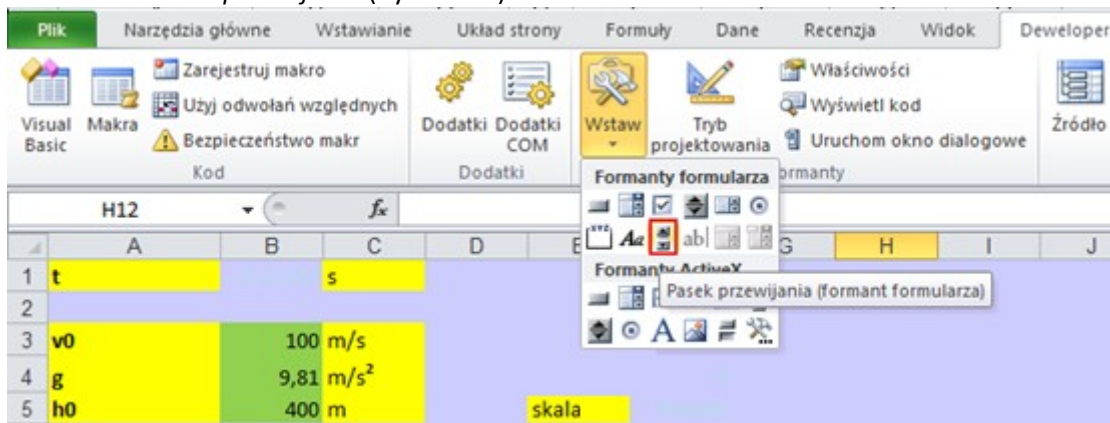 Plik Narzędzia główne Wstawianie Układ strony Formuły Dane Recenzja Widok Deweloper
Visual Basic
Makra
Zarejestruj makro
Użyj odwołań względnych
Bezpieczeństwo makr
Kod
Dodatki
Dodatki COM
Dodatki
Wstaw
Tryb projektowania
Właściwości
Wyświetl kod
Uruchom okno dialogowe
Źródło
Formanty formularza
XYZ Aa ab|
Formanty ActiveX
Pasek przewijania (formant formularza)
A
H12 fx
A B C D E G H I J
1 t s
2
3 v0 100 m/s
4 g 9,81 m/s²
5 h0 400 m skala